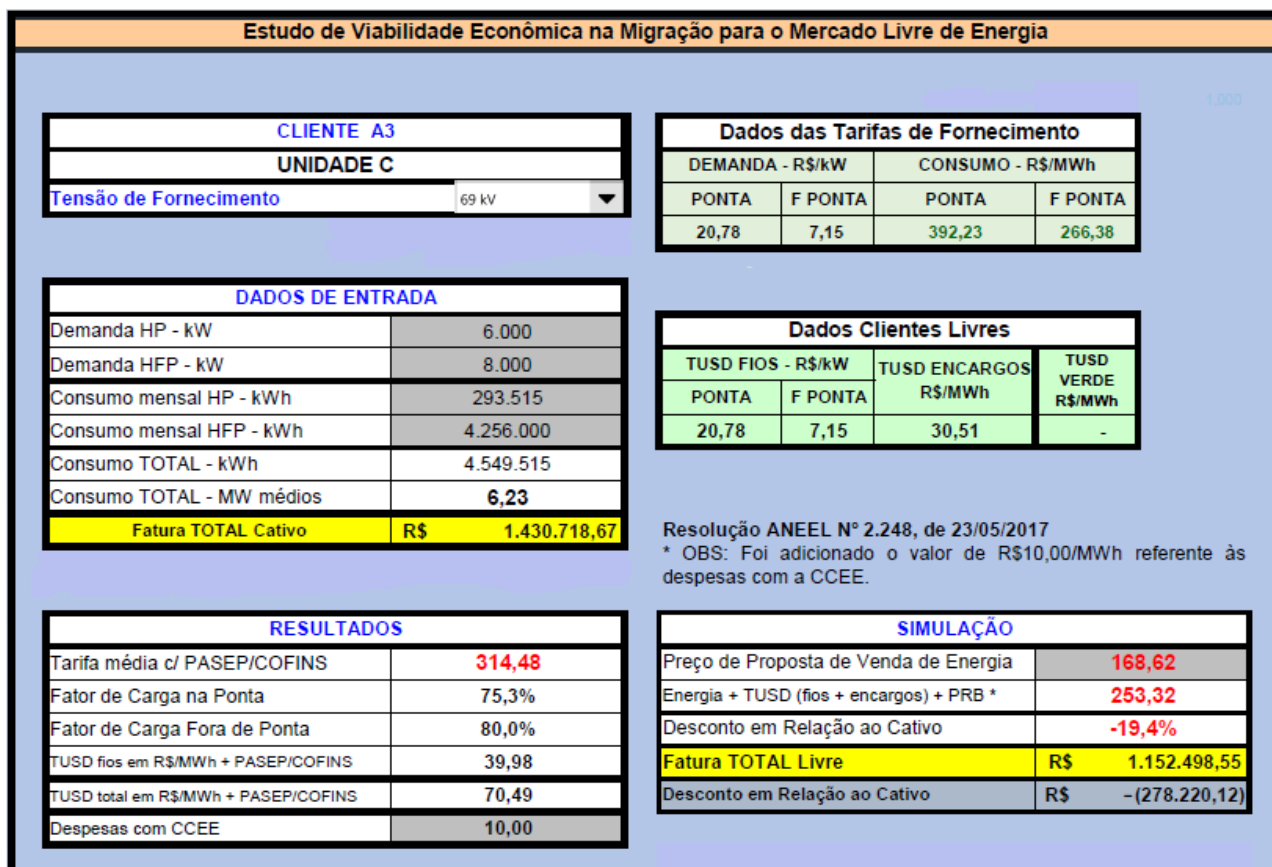 Estudo de Viabilidade Econômica na Migração para o Mercado Livre de Energia
1,000
CLIENTE A3
UNIDADE C
Tensão de Fornecimento 69 kV
Dados das Tarifas de Fornecimento
DEMANDA - R$/kW CONSUMO - R$/MWh
PONTA F PONTA PONTA F PONTA
20,78 7,15 392,23 266,38
DADOS DE ENTRADA
Demanda HP - kW 6.000
Demanda HFP - kW 8.000
Consumo mensal HP - kWh 293.515
Consumo mensal HFP - kWh 4.256.000
Consumo TOTAL - kWh 4.549.515
Consumo TOTAL - MW médios 6,23
Fatura TOTAL Cativo R$ 1.430.718,67
Dados Clientes Livres
TUSD FIOS - R$/kW TUSD ENCARGOS R$/MWh TUSD VERDE R$/MWh
PONTA F PONTA
20,78 7,15 30,51 -
Resolução ANEEL N° 2.248, de 23/05/2017
* OBS: Foi adicionado o valor de R$10,00/MWh referente às
despesas com a CCEE.
RESULTADOS
Tarifa média c/ PASEP/COFINS 314,48
Fator de Carga na Ponta 75,3%
Fator de Carga Fora de Ponta 80,0%
TUSD fios em R$/MWh + PASEP/COFINS 39,98
TUSD total em R$/MWh + PASEP/COFINS 70,49
Despesas com CCEE 10,00
SIMULAÇÃO
Preço de Proposta de Venda de Energia 168,62
Energia + TUSD (fios + encargos) + PRB * 253,32
Desconto em Relação ao Cativo -19,4%
Fatura TOTAL Livre R$ 1.152.498,55
Desconto em Relação ao Cativo R$ -(278.220,12)